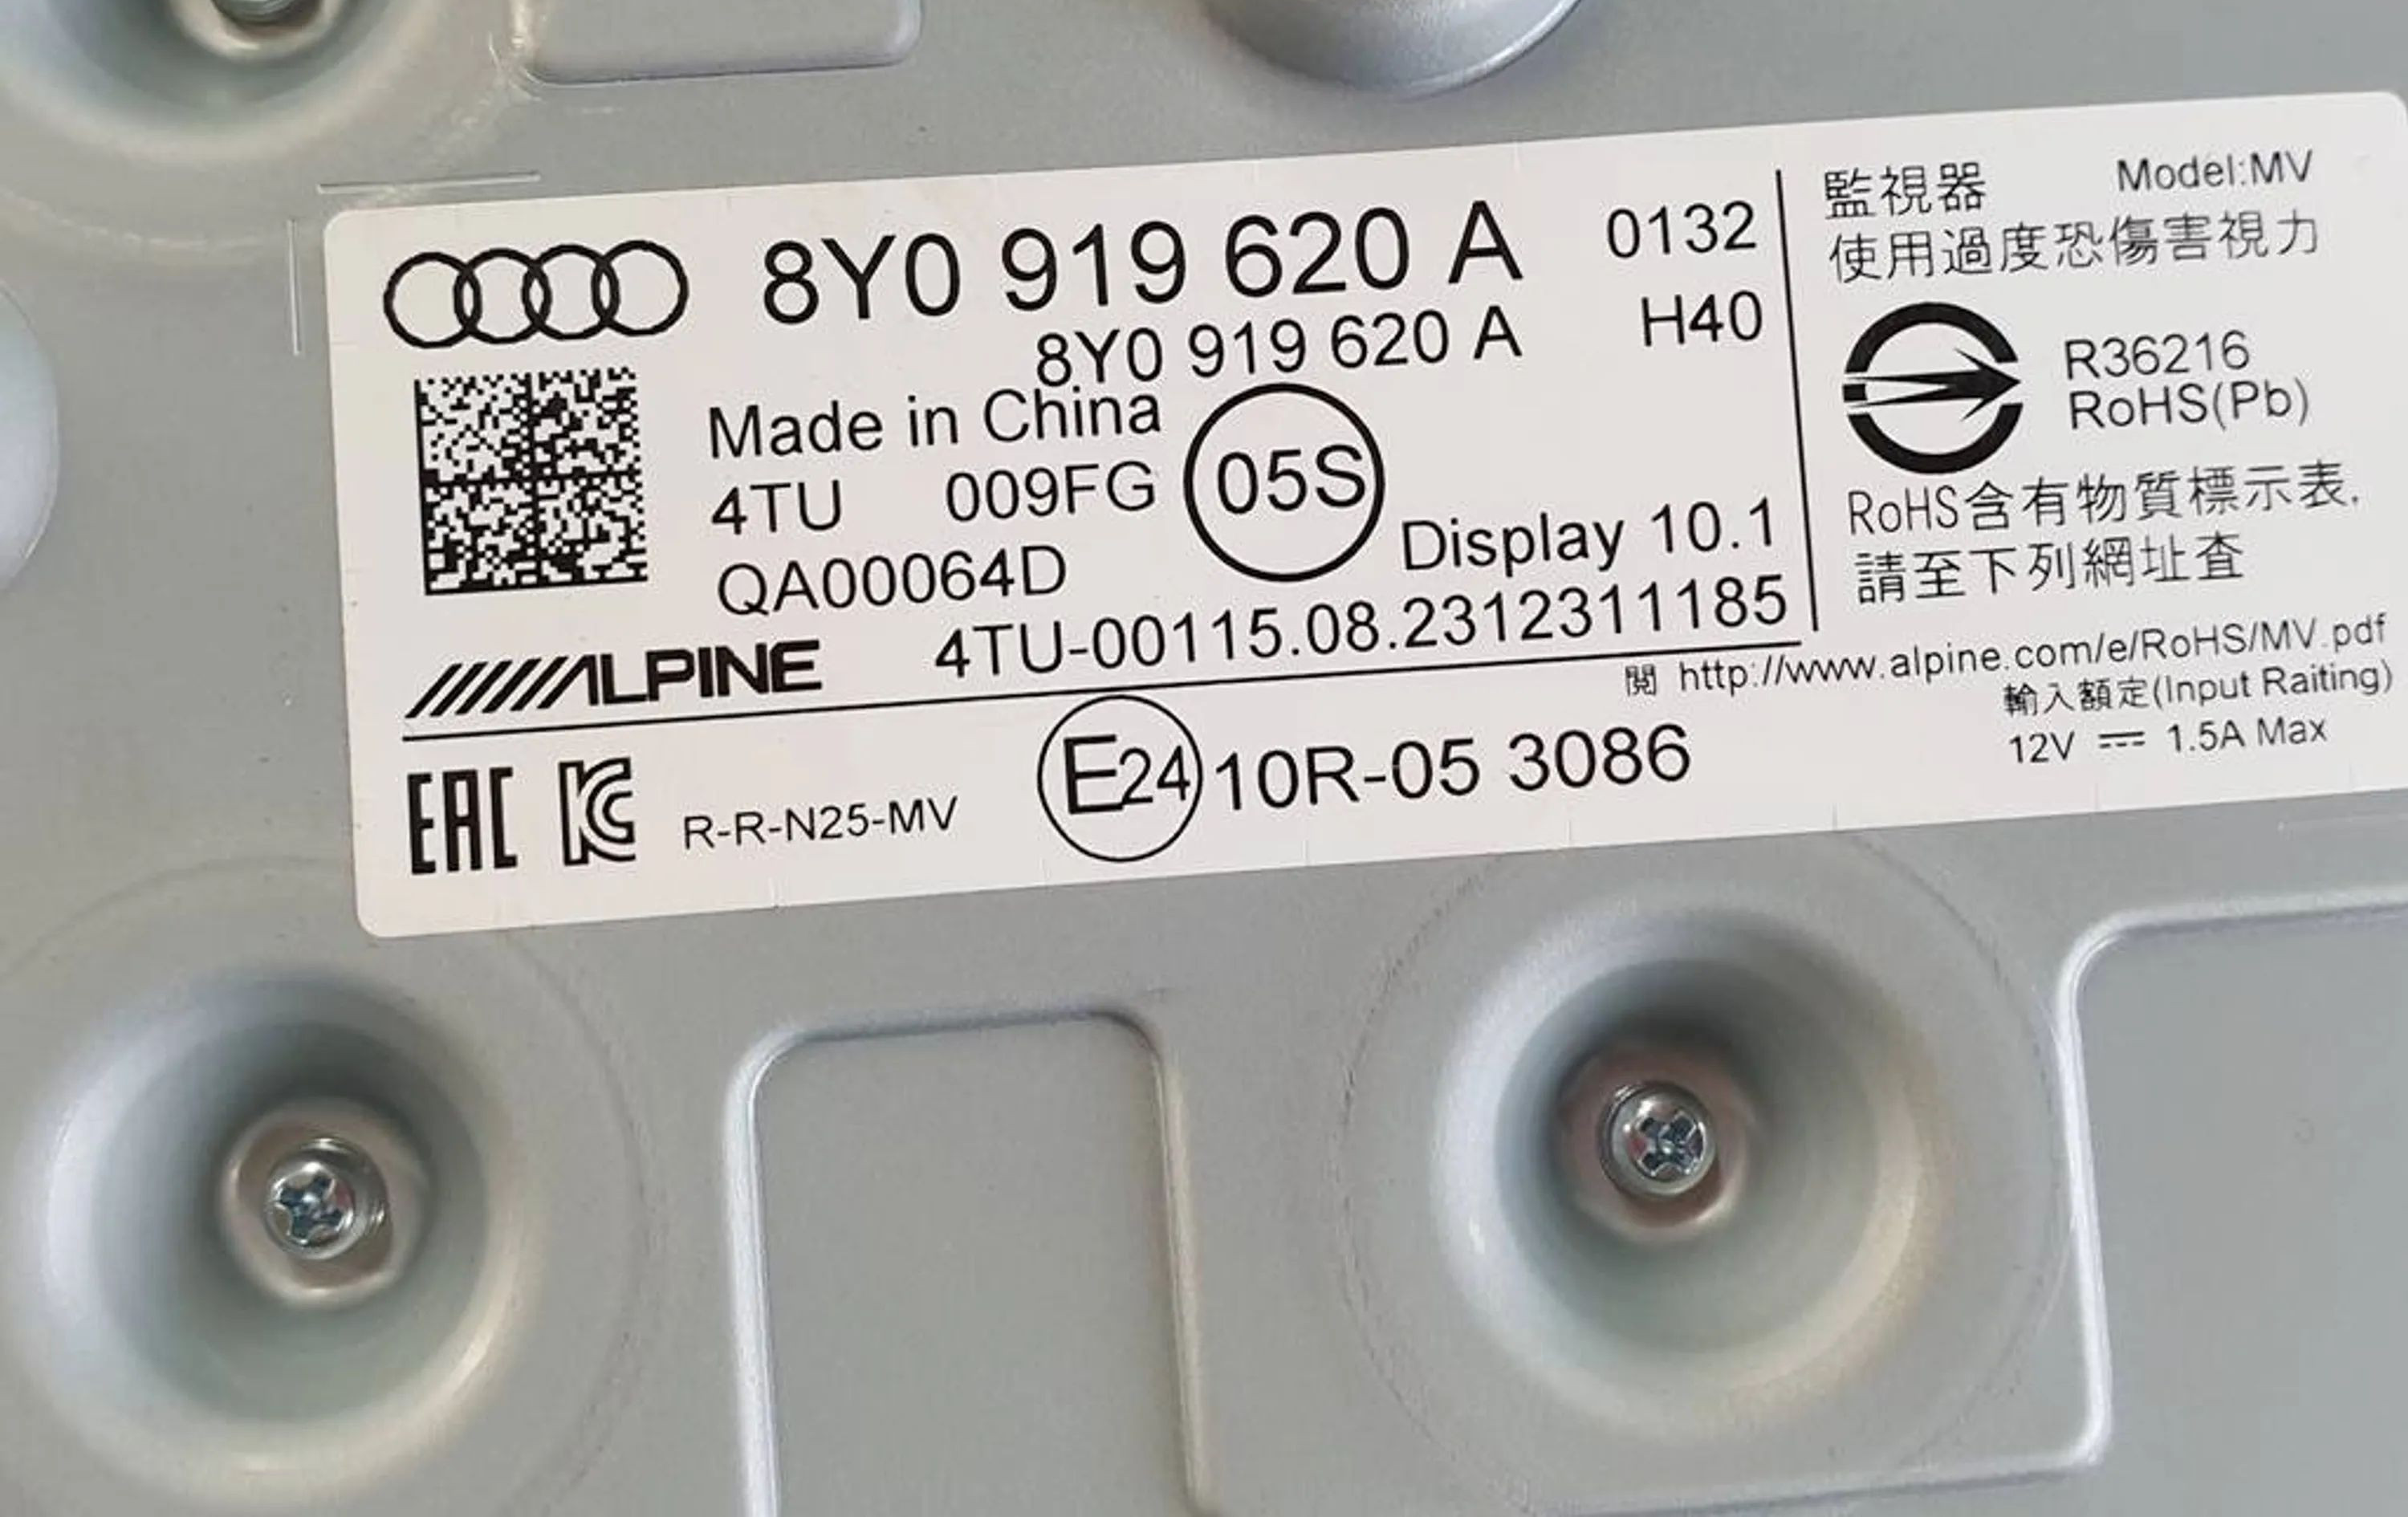 8Y0 919 620 A 0132
8Y0 919 620 A H40
Made in China
4TU 009FG 05S
QA00064D Display 10.1
ALPINE 4TU-00115.08.2312311185
EAC KC R-R-N25-MV E24 10R-05 3086
監視器 Model:MV
使用過度恐傷害視力
R36216
RoHS(Pb)
RoHS含有物質標示表,
請至下列網址查
閱 http://www.alpine.com/e/RoHS/MV.pdf
輸入額定(Input Raiting)
12V ⎓ 1.5A Max